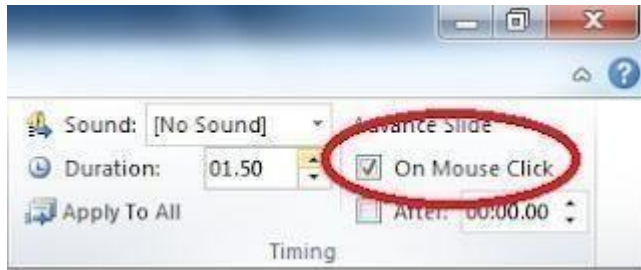 Sound: [No Sound] Advance Slide
Duration: 01.50 On Mouse Click
Apply To All After: 00:00.00
Timing